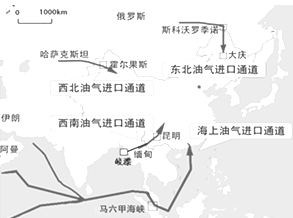 0 1000km
俄罗斯
斯科沃罗季诺
大庆
哈萨克斯坦
霍尔果斯
东北油气进口通道
西北油气进口通道
西南油气进口通道
昆明
海上油气进口通道
伊朗
阿曼
皎漂
缅甸
马六甲海峡